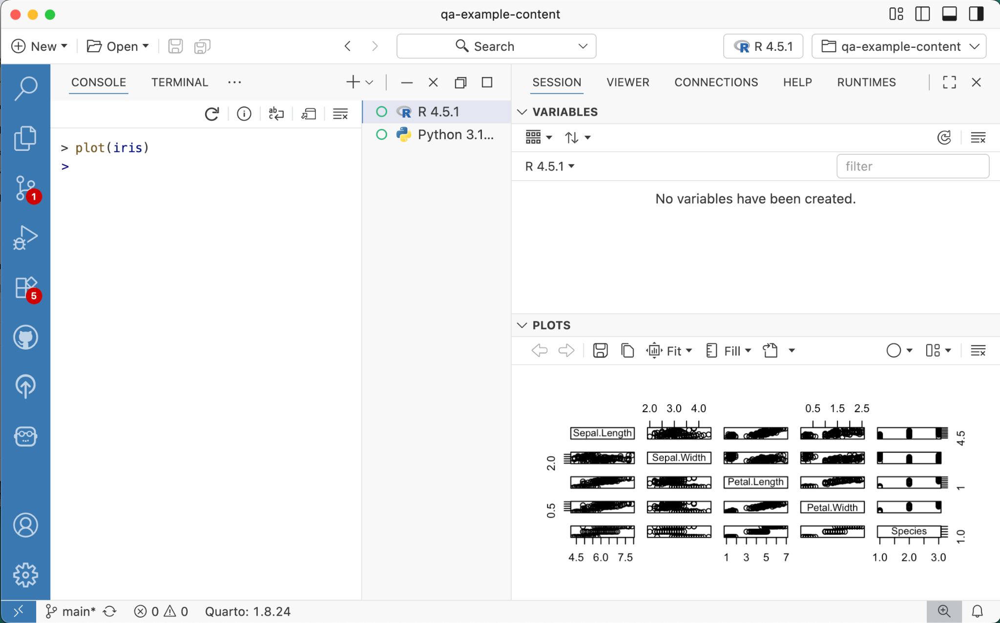 qa-example-content
New
Open
Search
R 4.5.1
qa-example-content
CONSOLE
TERMINAL
R 4.5.1
Python 3.1...
> plot(iris)
>
SESSION
VIEWER
CONNECTIONS
HELP
RUNTIMES
VARIABLES
R 4.5.1
filter
No variables have been created.
PLOTS
Fit
Fill
2.0 3.0 4.0
0.5 1.5 2.5
Sepal.Length
4.5
2.0
Sepal.Width
Petal.Length
1
0.5
Petal.Width
Species
1.0
4.5 6.0 7.5
1 3 5 7
1.0 2.0 3.0
1
5
main*
0
0
Quarto: 1.8.24